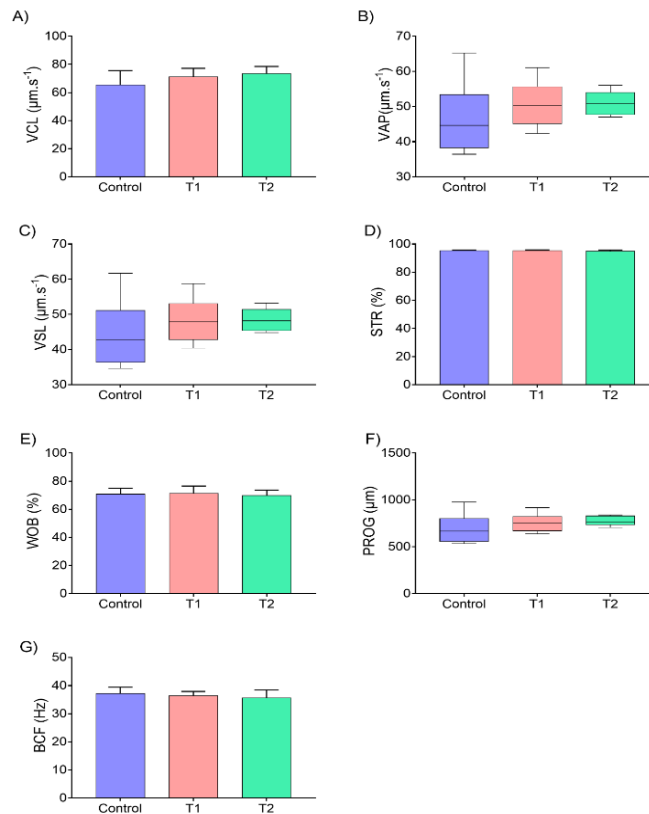 A)
VCL (µm.s⁻¹)
100
80
60
40
20
0
Control T1 T2
B)
VAP(µm.s⁻¹)
70
60
50
40
30
Control T1 T2
C)
VSL (µm.s⁻¹)
70
60
50
40
30
Control T1 T2
D)
STR (%)
100
80
60
40
20
0
Control T1 T2
E)
WOB (%)
100
80
60
40
20
0
Control T1 T2
F)
PROG (µm)
1500
1000
500
0
Control T1 T2
G)
BCF (Hz)
50
40
30
20
10
0
Control T1 T2